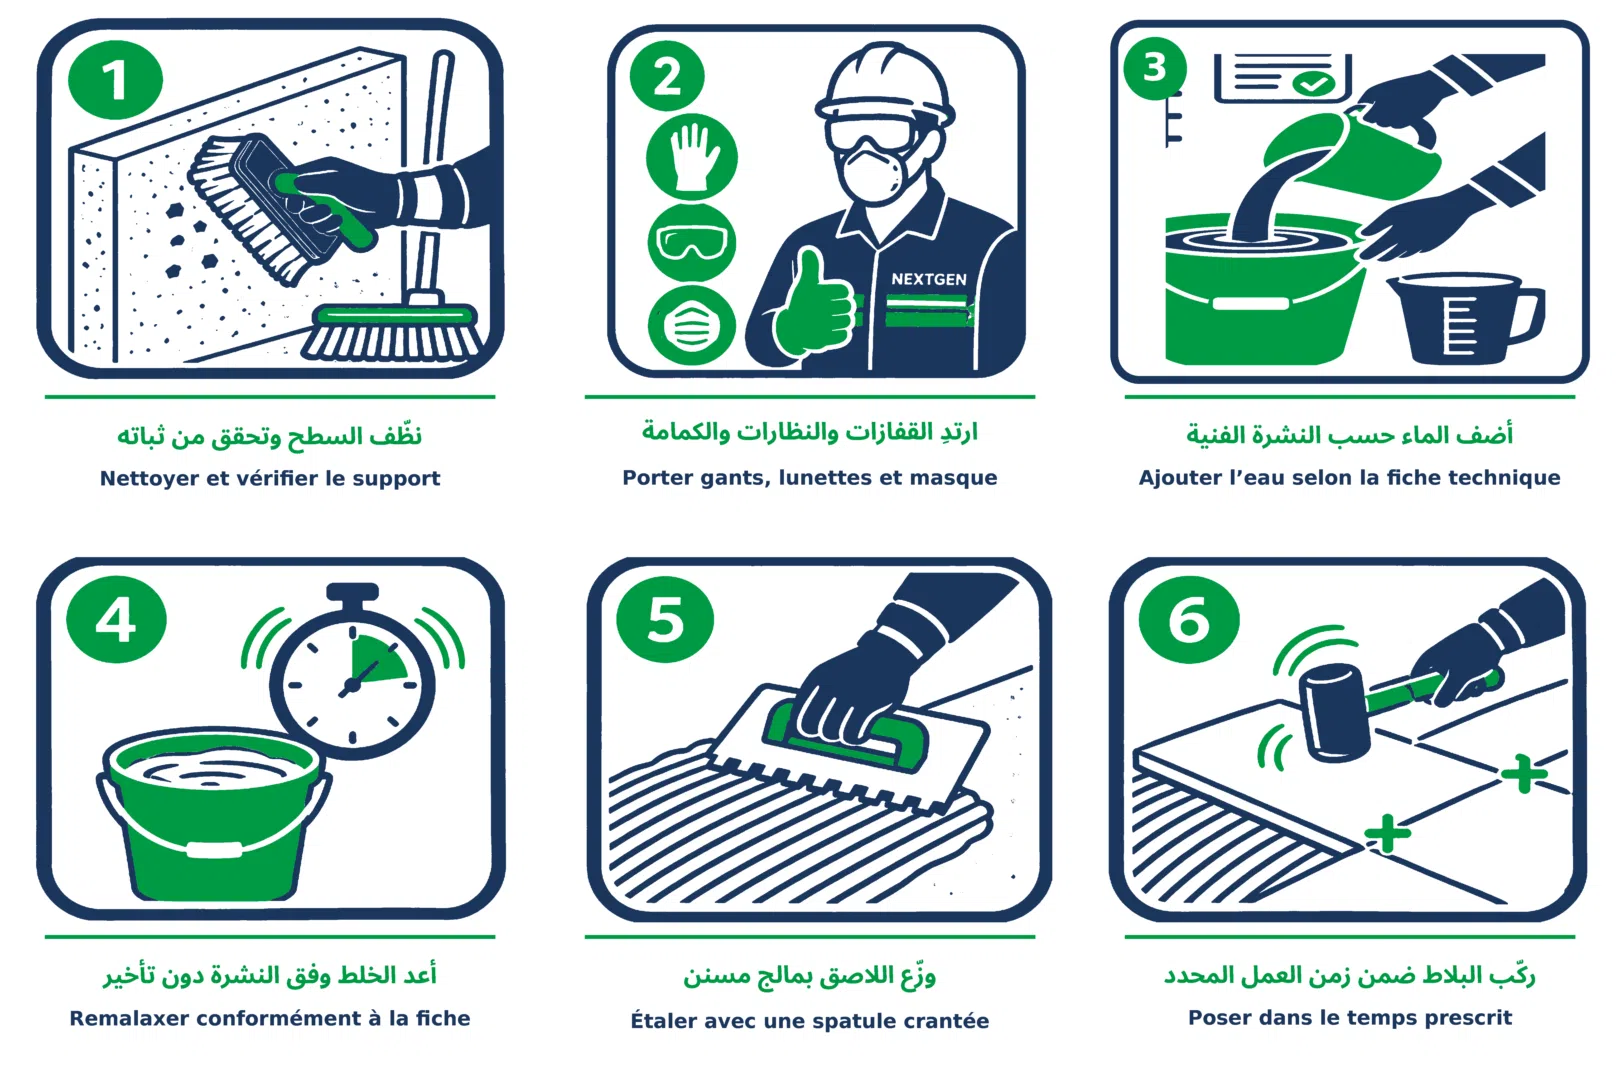 1
نظّف السطح وتحقق من ثباته
Nettoyer et vérifier le support
2
NEXTGEN
ارتدِ القفازات والنظارات والكمامة
Porter gants, lunettes et masque
3
أضف الماء حسب النشرة الفنية
Ajouter l’eau selon la fiche technique
4
أعد الخلط وفق النشرة دون تأخير
Remalaxer conformément à la fiche
5
وزّع اللاصق بمالج مسنن
Étaler avec une spatule crantée
6
ركّب البلاط ضمن زمن العمل المحدد
Poser dans le temps prescrit